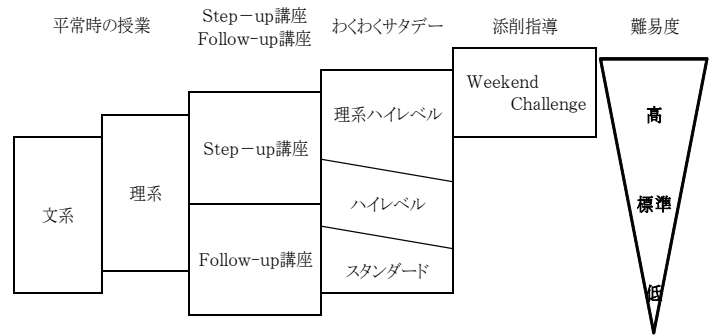 平常時の授業
Step－up講座
Follow-up講座
わくわくサタデー
添削指導
難易度
文系
理系
Step－up講座
Follow-up講座
理系ハイレベル
ハイレベル
スタンダード
Weekend
Challenge
高
標準
低